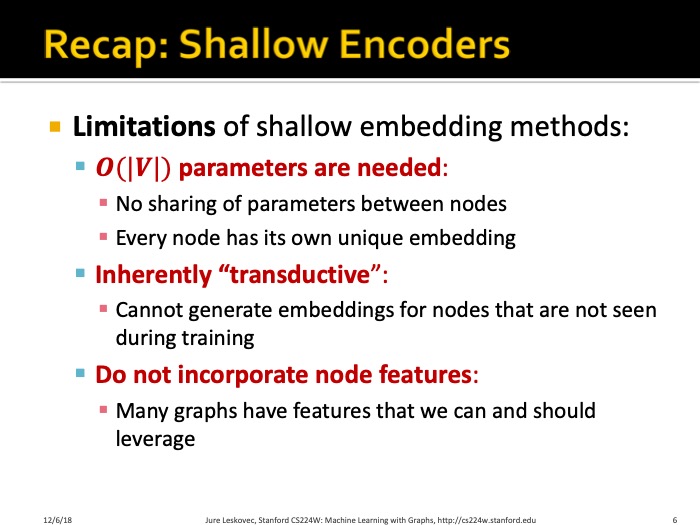 Recap: Shallow Encoders
Limitations of shallow embedding methods:
O(|V|) parameters are needed:
No sharing of parameters between nodes
Every node has its own unique embedding
Inherently “transductive”:
Cannot generate embeddings for nodes that are not seen
during training
Do not incorporate node features:
Many graphs have features that we can and should
leverage
12/6/18
Jure Leskovec, Stanford CS224W: Machine Learning with Graphs, http://cs224w.stanford.edu
6